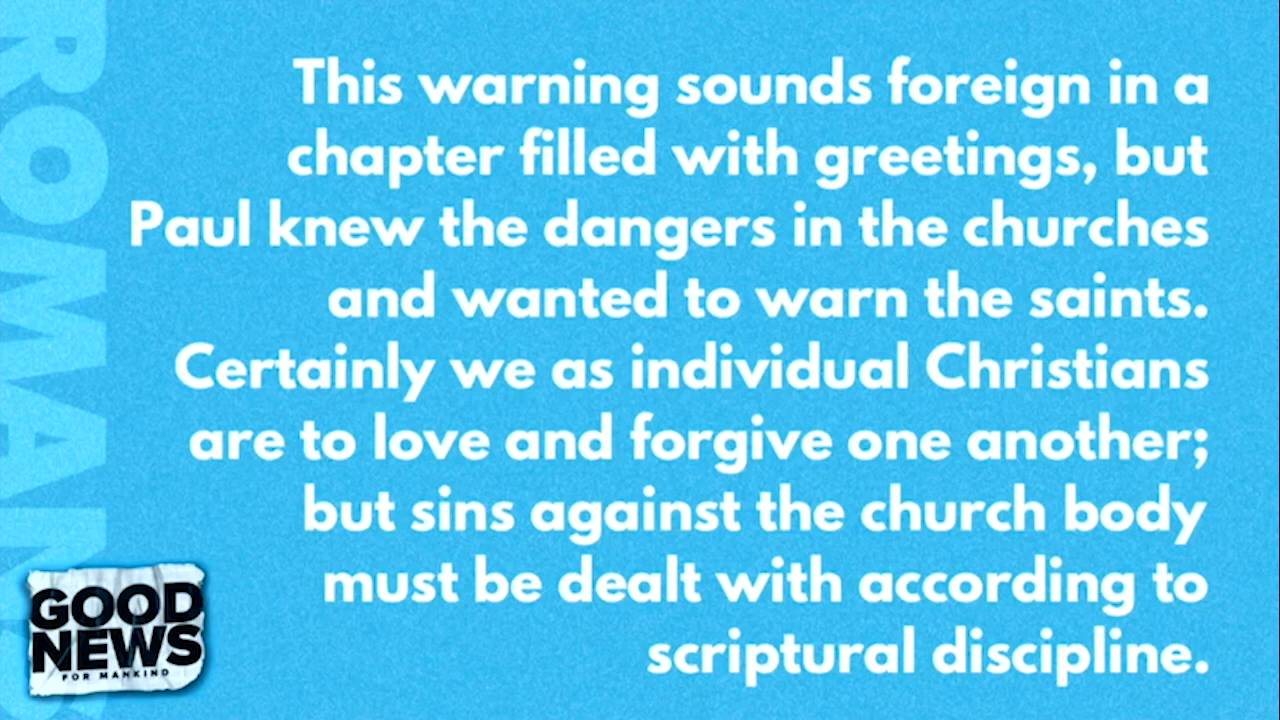 ROMANS
This warning sounds foreign in a
chapter filled with greetings, but
Paul knew the dangers in the churches
and wanted to warn the saints.
Certainly we as individual Christians
are to love and forgive one another;
but sins against the church body
must be dealt with according to
scriptural discipline.
GOOD
NEWS
FOR MANKIND